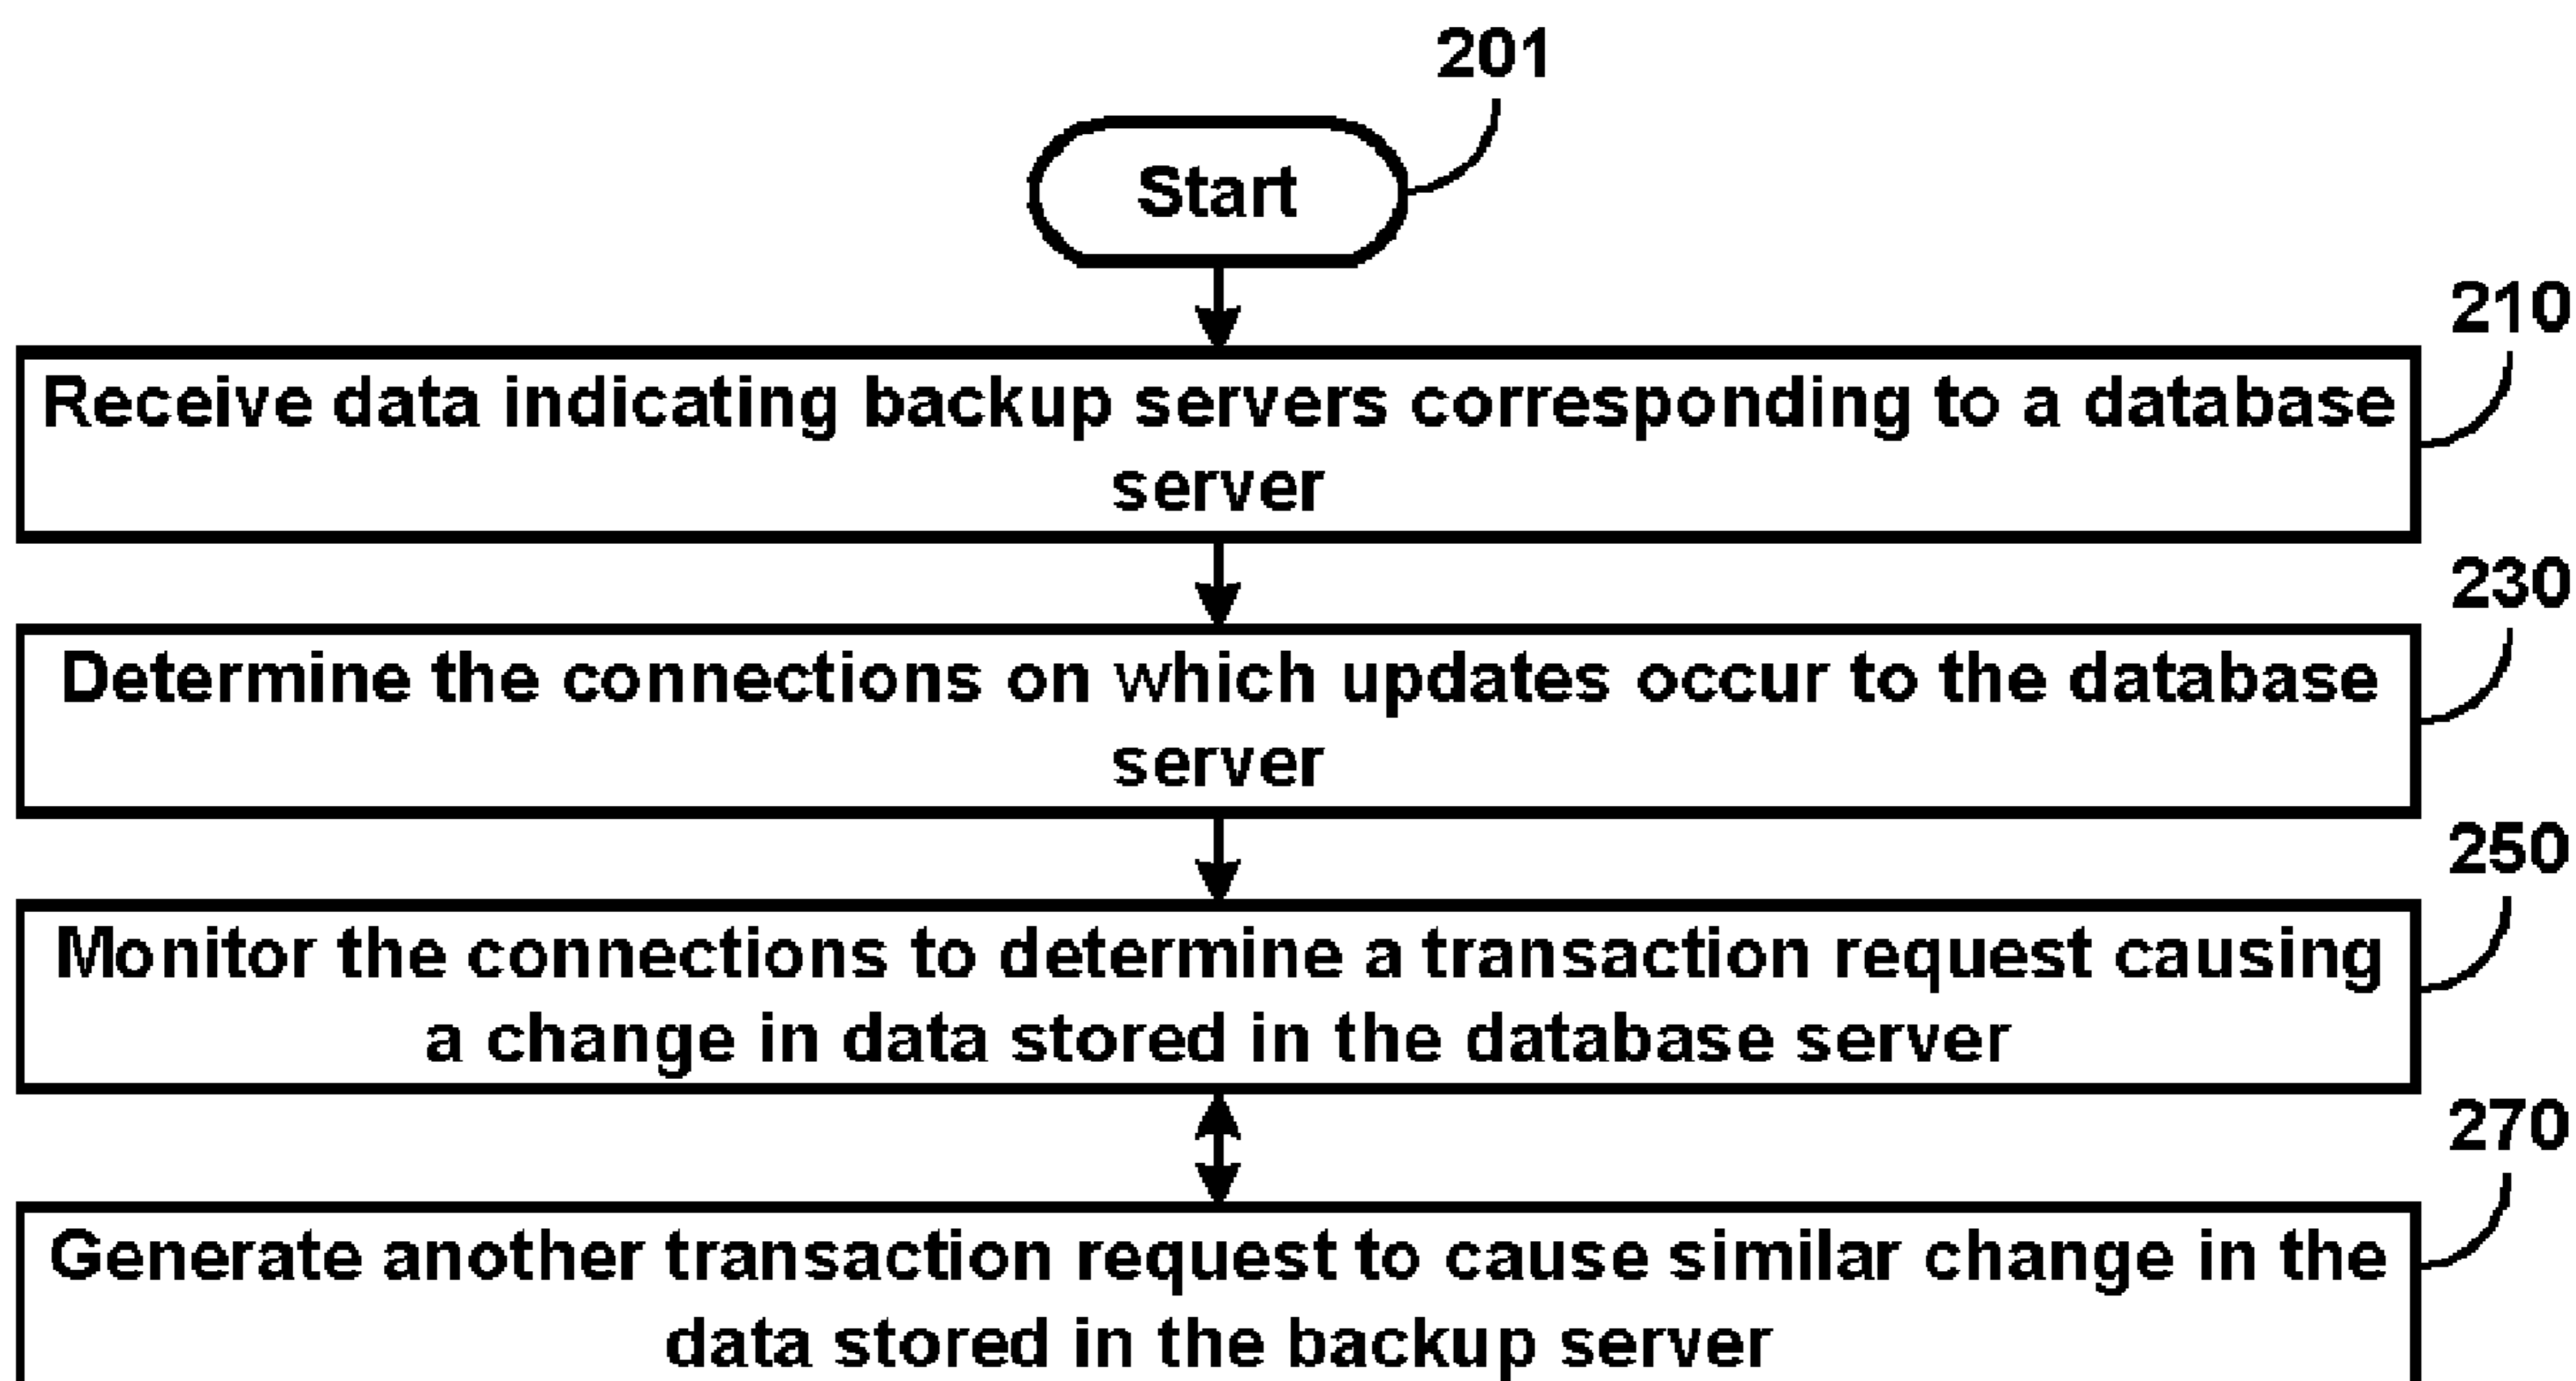 201
Start
210
Receive data indicating backup servers corresponding to a database
server
230
Determine the connections on which updates occur to the database
server
250
Monitor the connections to determine a transaction request causing
a change in data stored in the database server
270
Generate another transaction request to cause similar change in the
data stored in the backup server